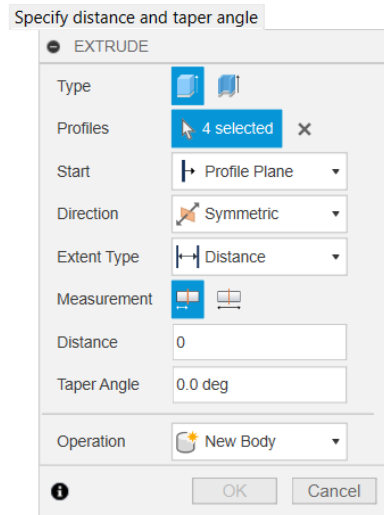 Specify distance and taper angle
EXTRUDE
Type
Profiles 4 selected
Start Profile Plane
Direction Symmetric
Extent Type Distance
Measurement
Distance 0
Taper Angle 0.0 deg
Operation New Body
OK Cancel